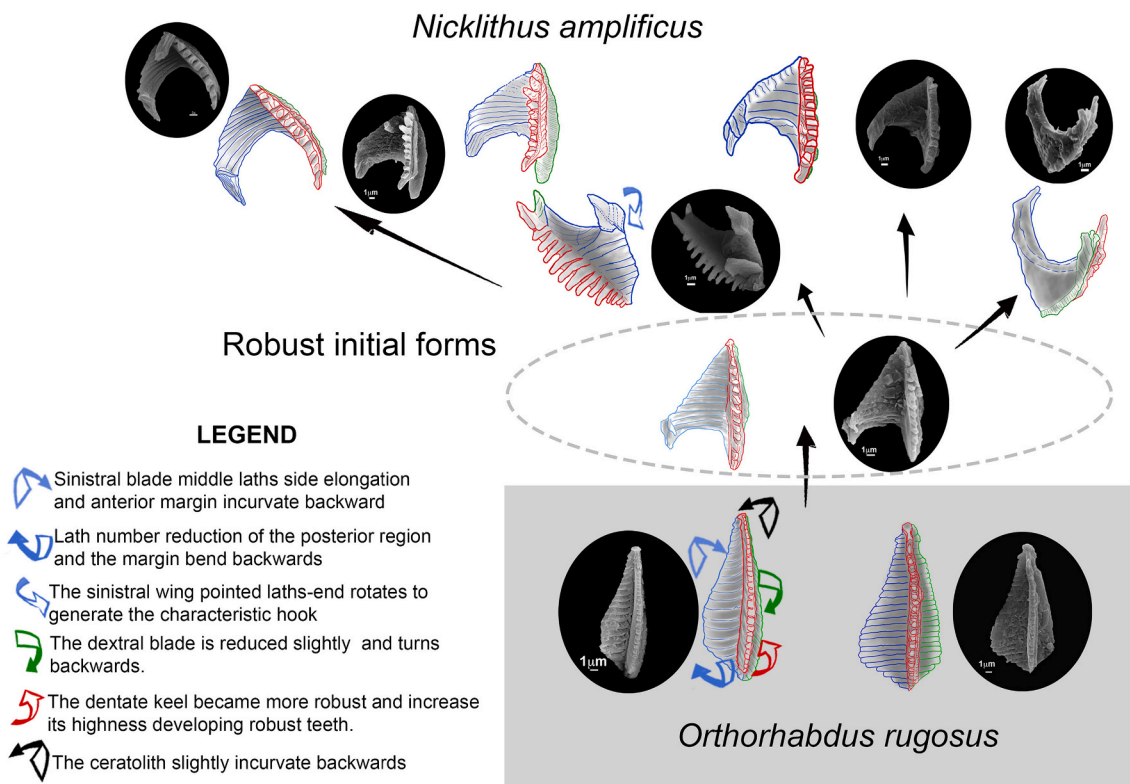 Nicklithus amplificus
1μm
1μm
1μm
1μm
1μm
Robust initial forms
1μm
LEGEND
Sinistral blade middle laths side elongation
and anterior margin incurvate backward
Lath number reduction of the posterior region
and the margin bend backwards
The sinistral wing pointed laths-end rotates to
generate the characteristic hook
The dextral blade is reduced slightly and turns
backwards.
The dentate keel became more robust and increase
its highness developing robust teeth.
The ceratolith slightly incurvate backwards
1μm
1μm
Orthorhabdus rugosus